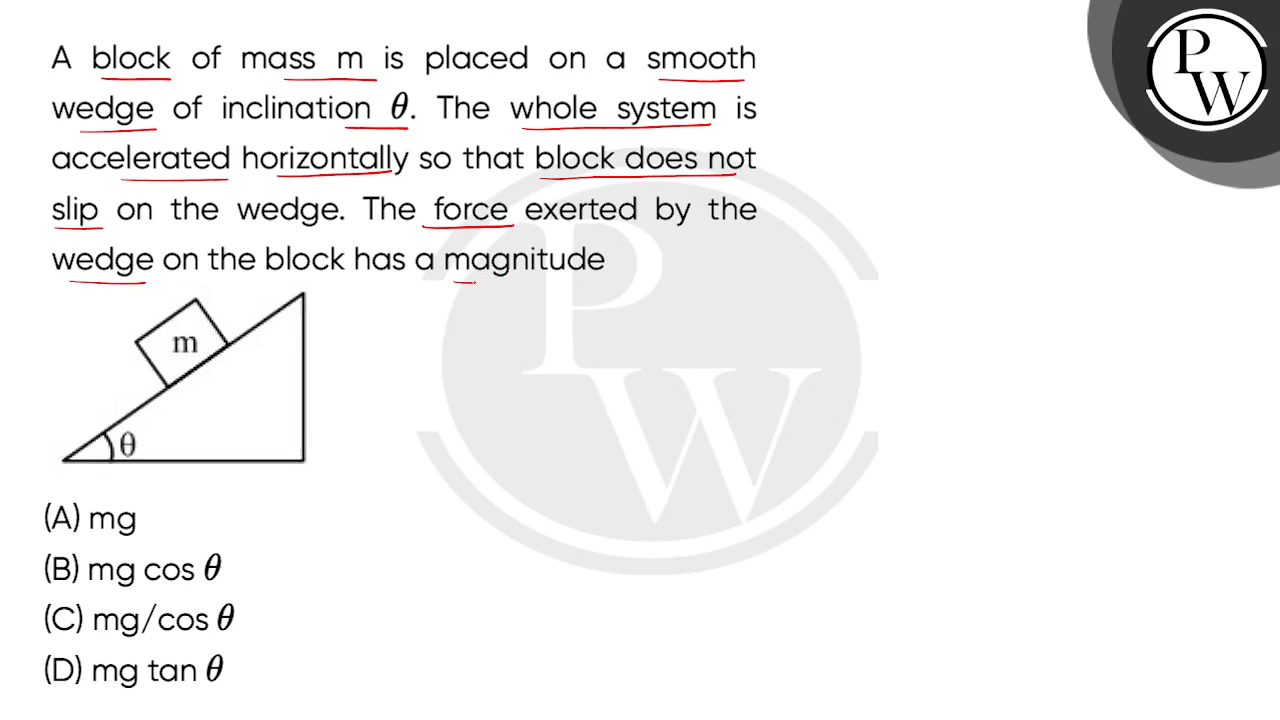 A block of mass m is placed on a smooth
wedge of inclination θ. The whole system is
accelerated horizontally so that block does not
slip on the wedge. The force exerted by the
wedge on the block has a magnitude
m
θ
(A) mg
(B) mg cos θ
(C) mg/cos θ
(D) mg tan θ
P
W
P
W